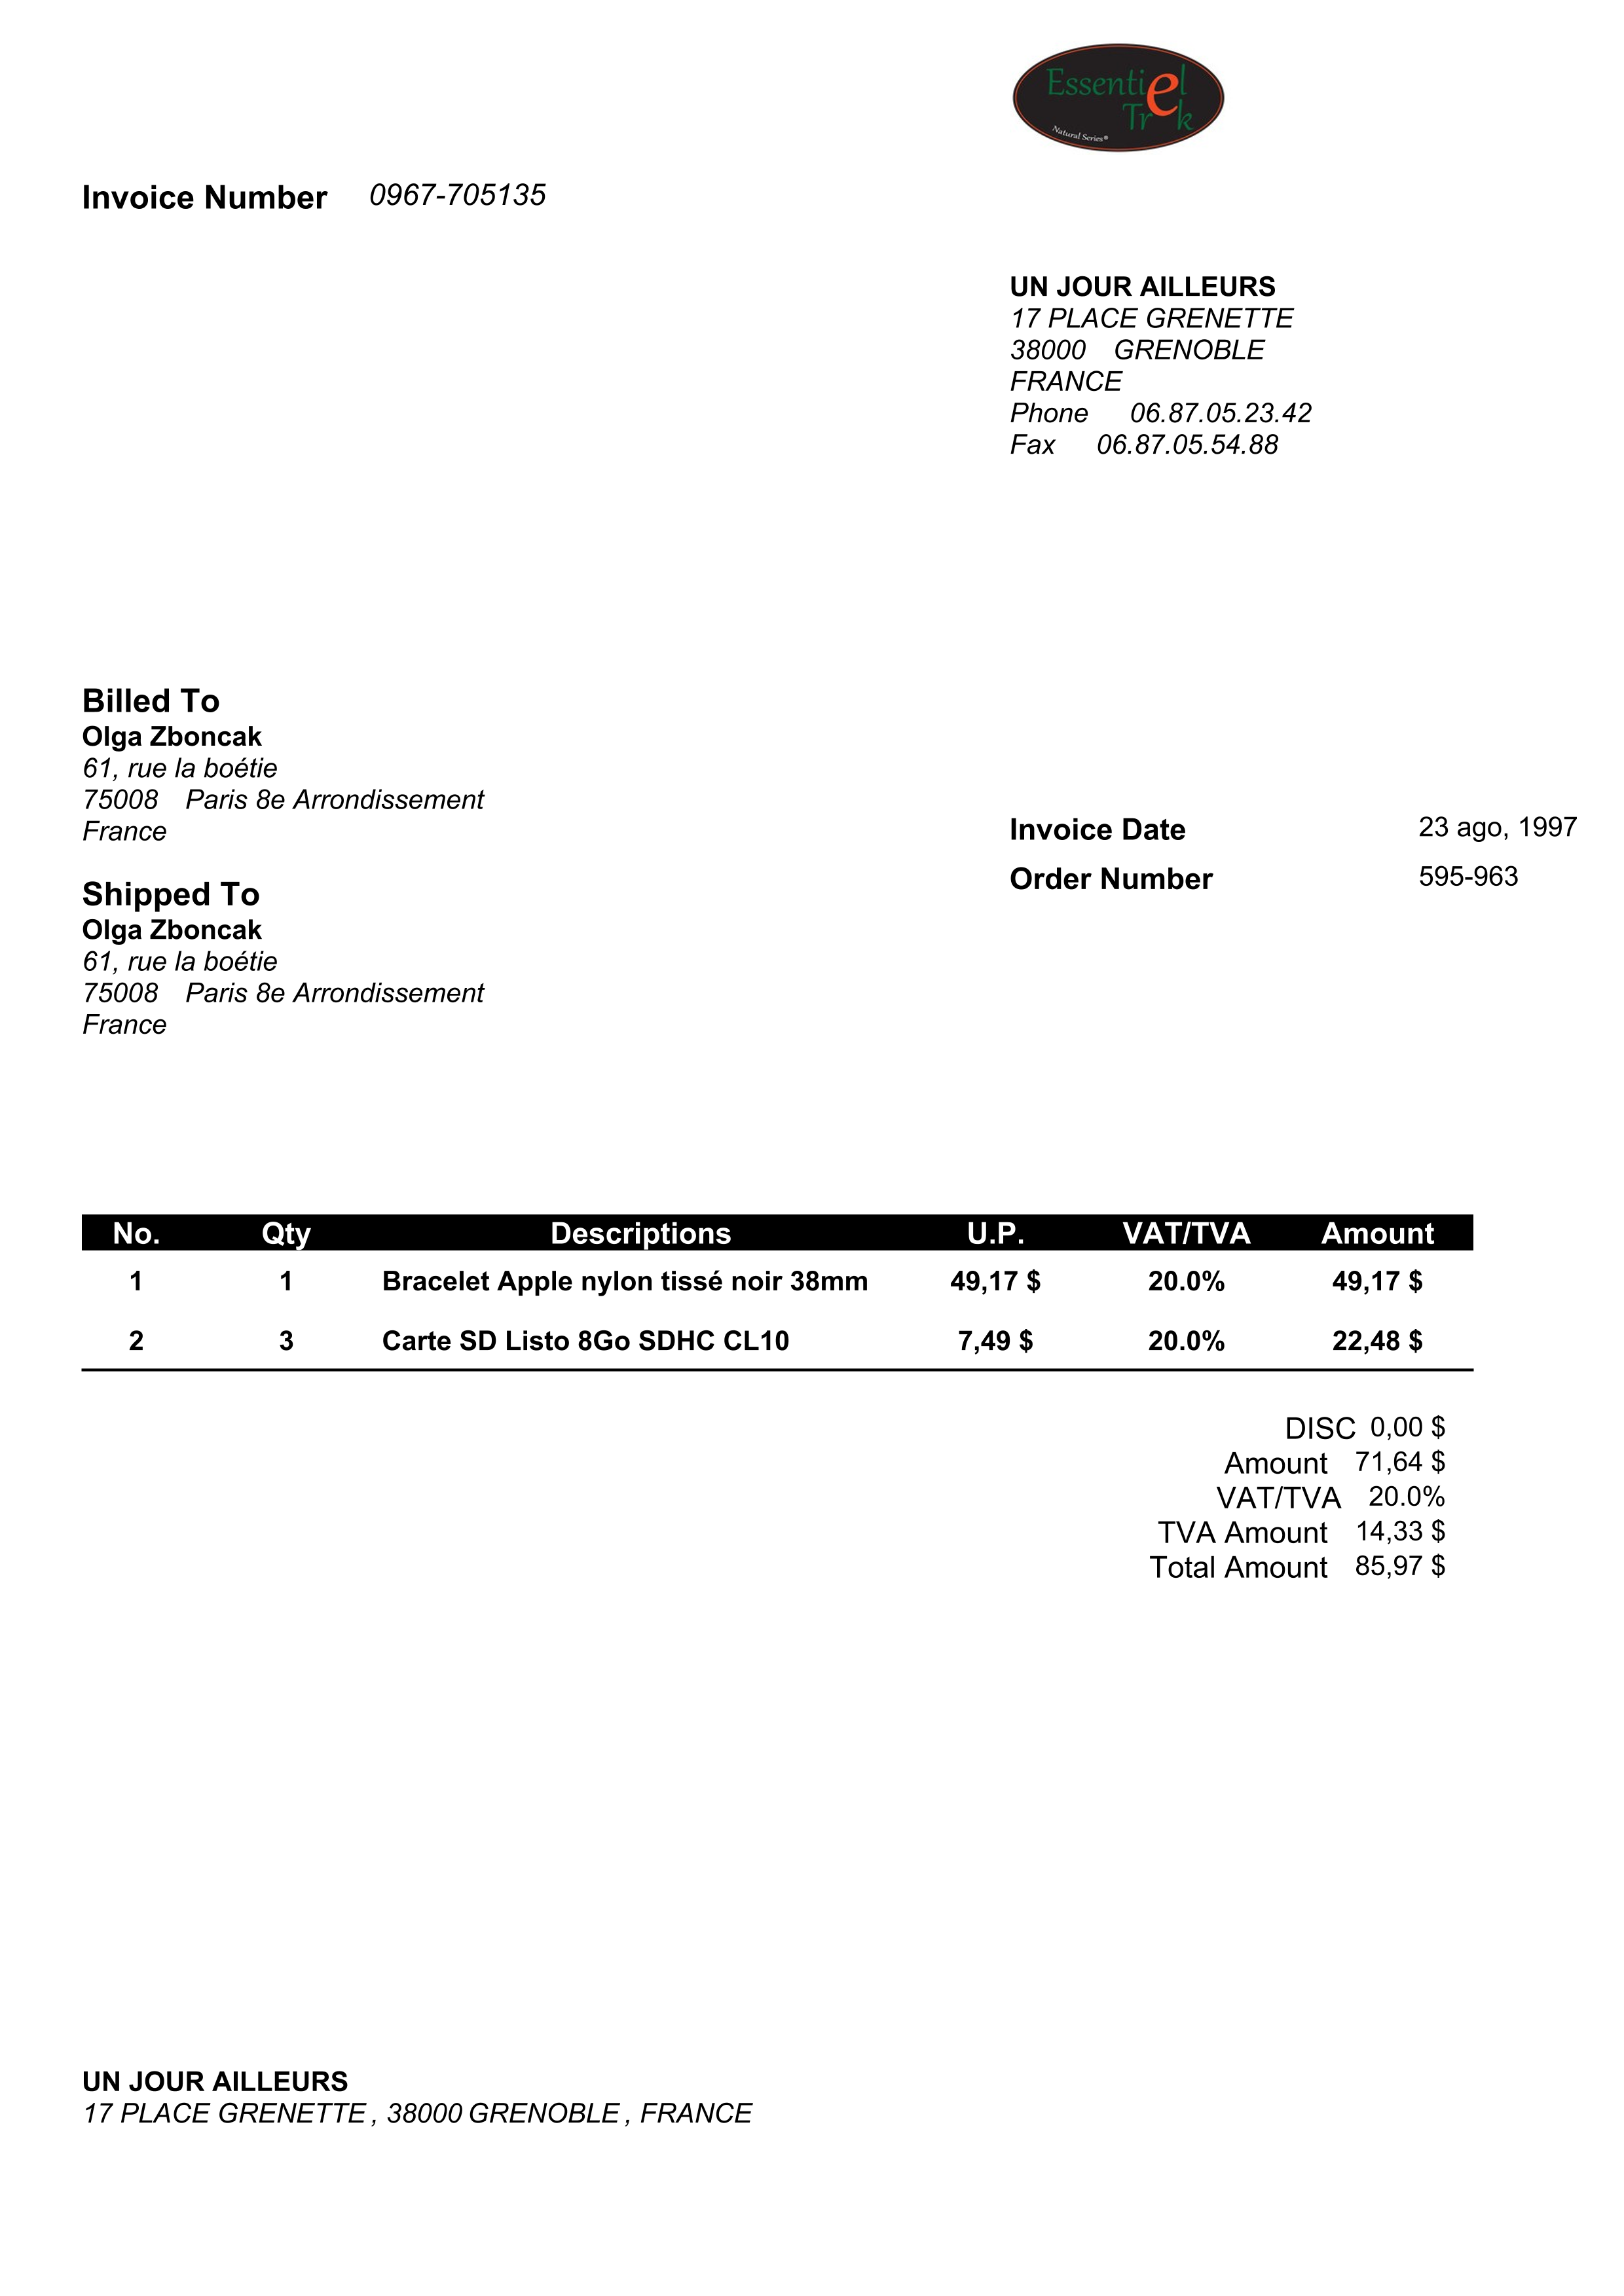 Essentiel
Trek
Natural Series®
Invoice Number 0967-705135
UN JOUR AILLEURS
17 PLACE GRENETTE
38000 GRENOBLE
FRANCE
Phone 06.87.05.23.42
Fax 06.87.05.54.88
Billed To
Olga Zboncak
61, rue la boétie
75008 Paris 8e Arrondissement
France
Invoice Date 23 ago, 1997
Order Number 595-963
Shipped To
Olga Zboncak
61, rue la boétie
75008 Paris 8e Arrondissement
France
No. Qty Descriptions U.P. VAT/TVA Amount
1 1 Bracelet Apple nylon tissé noir 38mm 49,17 $ 20.0% 49,17 $
2 3 Carte SD Listo 8Go SDHC CL10 7,49 $ 20.0% 22,48 $
DISC 0,00 $
Amount 71,64 $
VAT/TVA 20.0%
TVA Amount 14,33 $
Total Amount 85,97 $
UN JOUR AILLEURS
17 PLACE GRENETTE , 38000 GRENOBLE , FRANCE